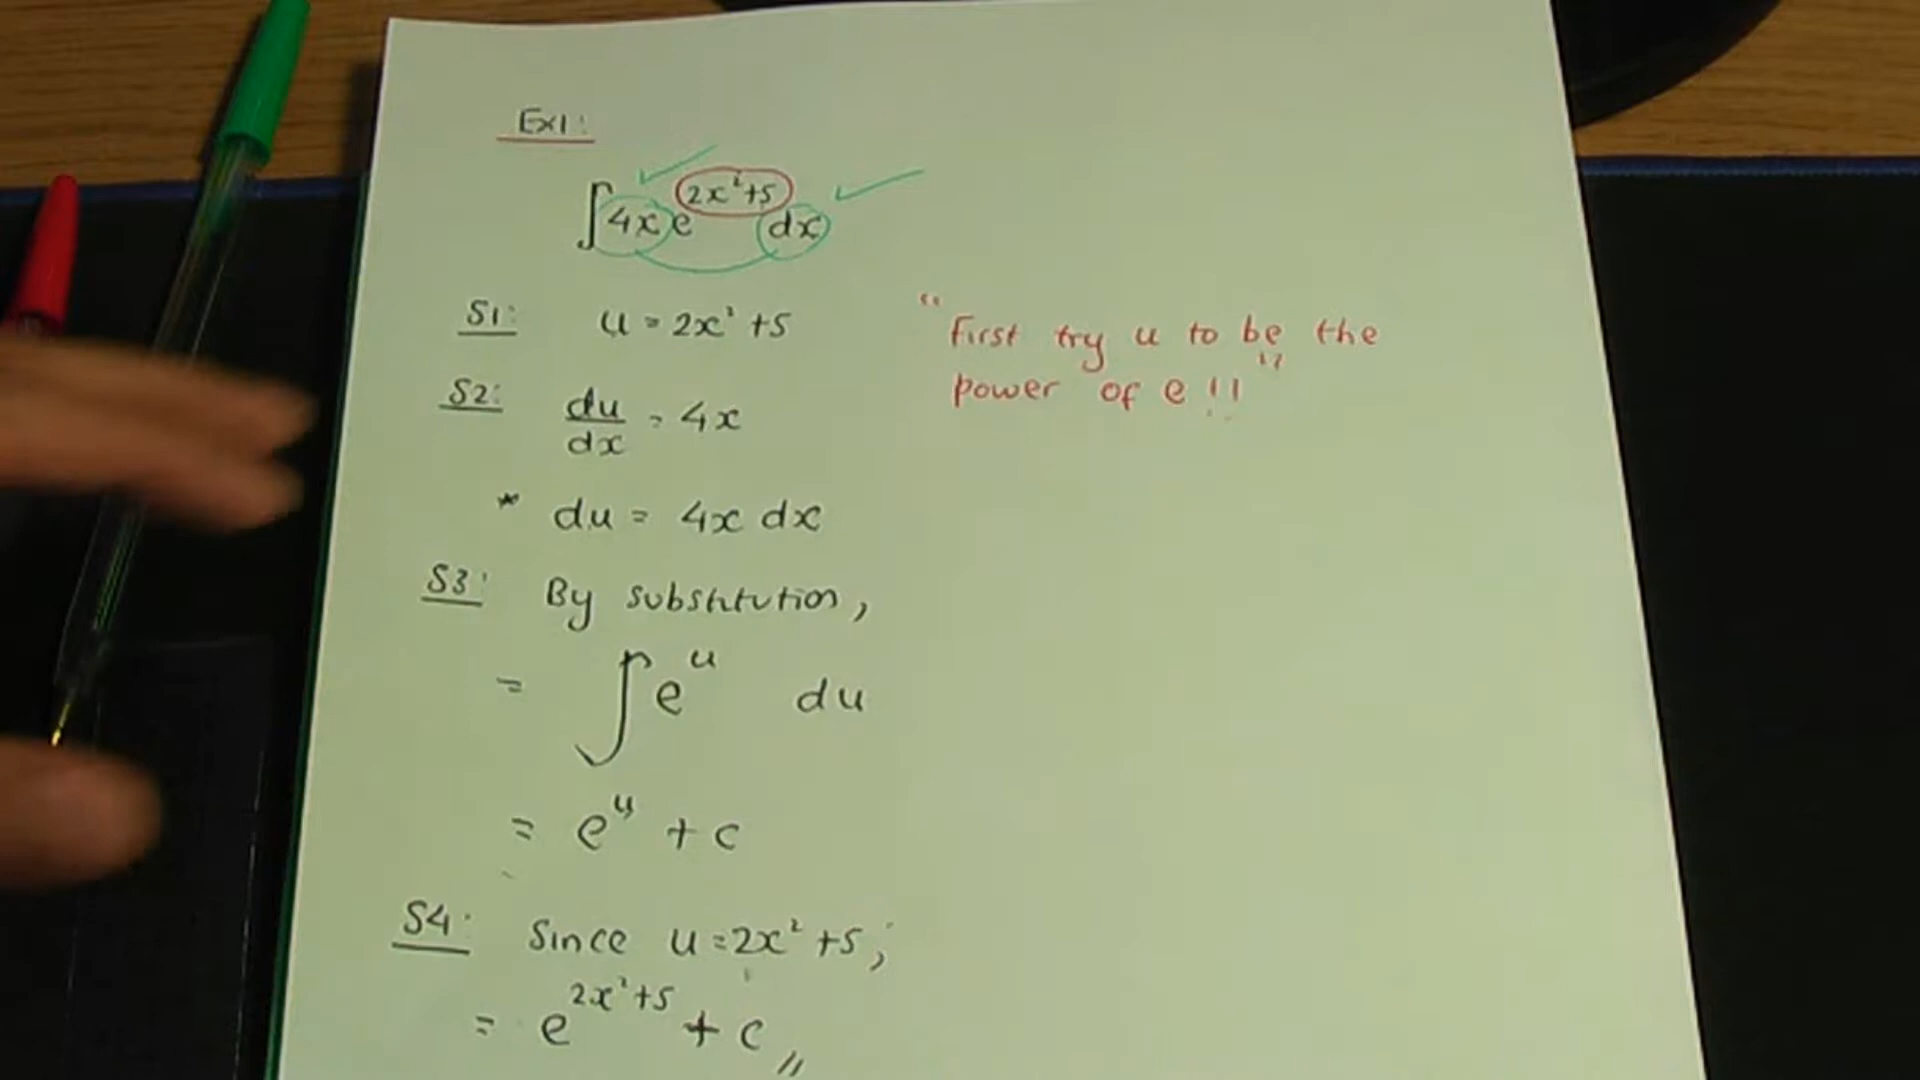 Ex1:
∫4xe^(2x²+5) dx
S1: u = 2x² + 5
"First try u to be the
power of e!!"
S2: du/dx = 4x
* du = 4x dx
S3: By substitution,
= ∫e^u du
= e^u + c
S4: Since u = 2x² + 5,
= e^(2x²+5) + c,,